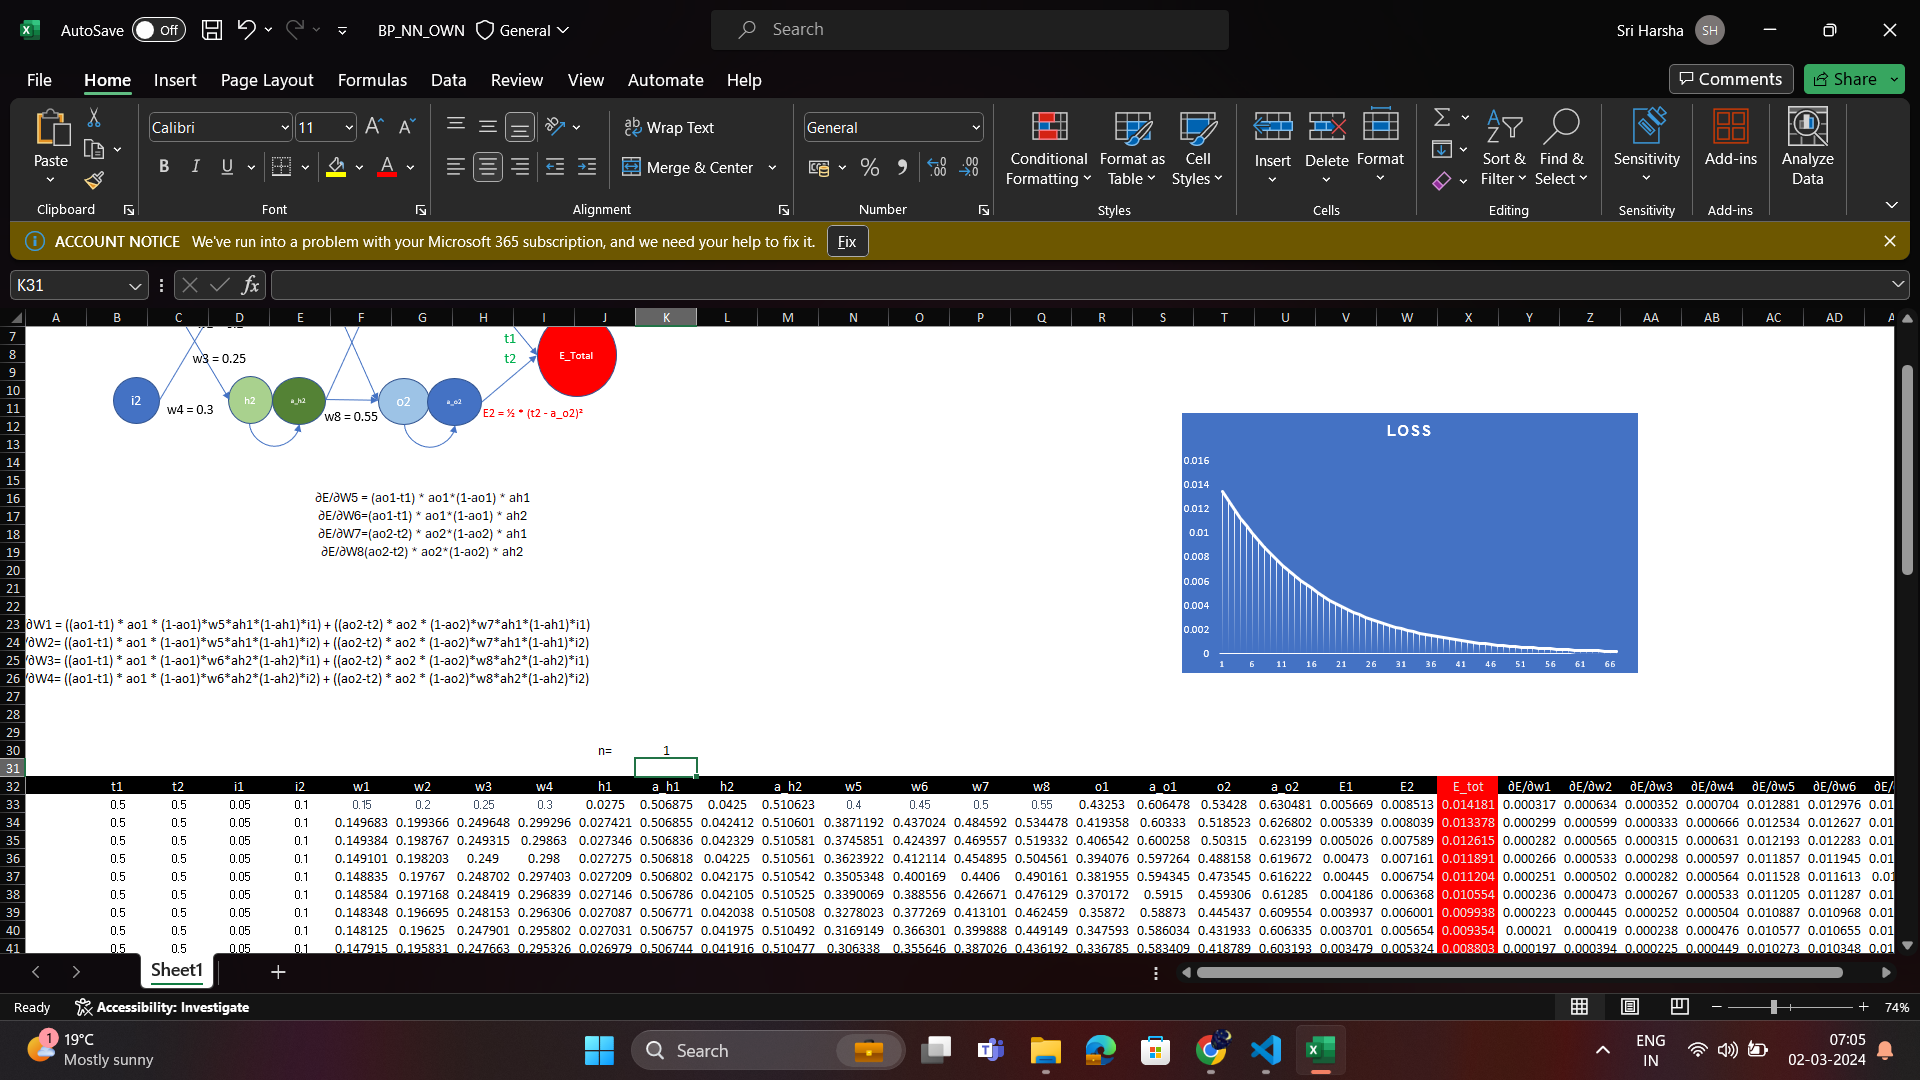 AutoSave Off BP_NN_OWN General Search Sri Harsha SH
File Home Insert Page Layout Formulas Data Review View Automate Help Comments Share
Paste Calibri 11 Wrap Text General Conditional Formatting Format as Table Cell Styles Insert Delete Format Sort & Filter Find & Select Sensitivity Add-ins Analyze Data
B I U A Merge & Center % 9
Clipboard Font Alignment Number Styles Cells Editing Sensitivity Add-ins
ACCOUNT NOTICE We've run into a problem with your Microsoft 365 subscription, and we need your help to fix it. Fix
K31 fx
A B C D E F G H I J K L M N O P Q R S T U V W X Y Z AA AB AC AD
7 t1
8 w3 = 0.25 t2 E_Total
9
10 i2 h2 a_h2 o2 a_o2
11 w4 = 0.3 w8 = 0.55 E2 = ½ * (t2 - a_o2)²
12
13 LOSS
14 0.016
15 0.014
16 ∂E/∂W5 = (ao1-t1) * ao1*(1-ao1) * ah1 0.012
17 ∂E/∂W6=(ao1-t1) * ao1*(1-ao1) * ah2 0.01
18 ∂E/∂W7=(ao2-t2) * ao2*(1-ao2) * ah1 0.008
19 ∂E/∂W8(ao2-t2) * ao2*(1-ao2) * ah2 0.006
20 0.004
21 0.002
22 0
1 6 11 16 21 26 31 36 41 46 51 56 61 66
23 /∂W1 = ((ao1-t1) * ao1 * (1-ao1)*w5*ah1*(1-ah1)*i1) + ((ao2-t2) * ao2 * (1-ao2)*w7*ah1*(1-ah1)*i1)
24 /∂W2= ((ao1-t1) * ao1 * (1-ao1)*w5*ah1*(1-ah1)*i2) + ((ao2-t2) * ao2 * (1-ao2)*w7*ah1*(1-ah1)*i2)
25 /∂W3= ((ao1-t1) * ao1 * (1-ao1)*w6*ah2*(1-ah2)*i1) + ((ao2-t2) * ao2 * (1-ao2)*w8*ah2*(1-ah2)*i1)
26 /∂W4= ((ao1-t1) * ao1 * (1-ao1)*w6*ah2*(1-ah2)*i2) + ((ao2-t2) * ao2 * (1-ao2)*w8*ah2*(1-ah2)*i2)
27
28
29
30 n= 1
31
32 t1 t2 i1 i2 w1 w2 w3 w4 h1 a_h1 h2 a_h2 w5 w6 w7 w8 o1 a_o1 o2 a_o2 E1 E2 E_tot ∂E/∂w1 ∂E/∂w2 ∂E/∂w3 ∂E/∂w4 ∂E/∂w5 ∂E/∂w6 ∂E/
33 0.5 0.5 0.05 0.1 0.15 0.2 0.25 0.3 0.0275 0.506875 0.0425 0.510623 0.4 0.45 0.5 0.55 0.43253 0.606478 0.53428 0.630481 0.005669 0.008513 0.014181 0.000317 0.000634 0.000352 0.000704 0.012881 0.012976 0.01
34 0.5 0.5 0.05 0.1 0.149683 0.199366 0.249648 0.299296 0.027421 0.506855 0.042412 0.510601 0.3871192 0.437024 0.484592 0.534478 0.419358 0.60333 0.518523 0.626802 0.005339 0.008039 0.013378 0.000299 0.000599 0.000333 0.000666 0.012534 0.012627 0.01
35 0.5 0.5 0.05 0.1 0.149384 0.198767 0.249315 0.29863 0.027346 0.506836 0.042329 0.510581 0.3745851 0.424397 0.469557 0.519332 0.406542 0.600258 0.50315 0.623199 0.005026 0.007589 0.012615 0.000282 0.000565 0.000315 0.000631 0.012193 0.012283 0.01
36 0.5 0.5 0.05 0.1 0.149101 0.198203 0.249 0.298 0.027275 0.506818 0.04225 0.510561 0.3623922 0.412114 0.454895 0.504561 0.394076 0.597264 0.488158 0.619672 0.00473 0.007161 0.011891 0.000266 0.000533 0.000298 0.000597 0.011857 0.011945 0.01
37 0.5 0.5 0.05 0.1 0.148835 0.19767 0.248702 0.297403 0.027209 0.506802 0.042175 0.510542 0.3505348 0.400169 0.4406 0.490161 0.381955 0.594345 0.473545 0.616222 0.00445 0.006754 0.011204 0.000251 0.000502 0.000282 0.000564 0.011528 0.011613 0.01
38 0.5 0.5 0.05 0.1 0.148584 0.197168 0.248419 0.296839 0.027146 0.506786 0.042105 0.510525 0.3390069 0.388556 0.426671 0.476129 0.370172 0.5915 0.459306 0.61285 0.004186 0.006368 0.010554 0.000236 0.000473 0.000267 0.000533 0.011205 0.011287 0.01
39 0.5 0.5 0.05 0.1 0.148348 0.196695 0.248153 0.296306 0.027087 0.506771 0.042038 0.510508 0.3278023 0.377269 0.413101 0.462459 0.35872 0.58873 0.445437 0.609554 0.003937 0.006001 0.009938 0.000223 0.000445 0.000252 0.000504 0.010887 0.010968 0.01
40 0.5 0.5 0.05 0.1 0.148125 0.19625 0.247901 0.295802 0.027031 0.506757 0.041975 0.510492 0.3169149 0.366301 0.399888 0.449149 0.347593 0.586034 0.431933 0.606335 0.003701 0.005654 0.009354 0.00021 0.000419 0.000238 0.000476 0.010577 0.010655 0.01
41 0.5 0.5 0.05 0.1 0.147915 0.195831 0.247663 0.295326 0.026979 0.506744 0.041916 0.510477 0.306338 0.355646 0.387026 0.436192 0.336785 0.583409 0.418789 0.603193 0.003479 0.005324 0.008803 0.000197 0.000394 0.000225 0.000449 0.010273 0.010348 0.01
Sheet1
Ready Accessibility: Investigate 74%
1 19°C Mostly sunny Search ENG IN 07:05 02-03-2024